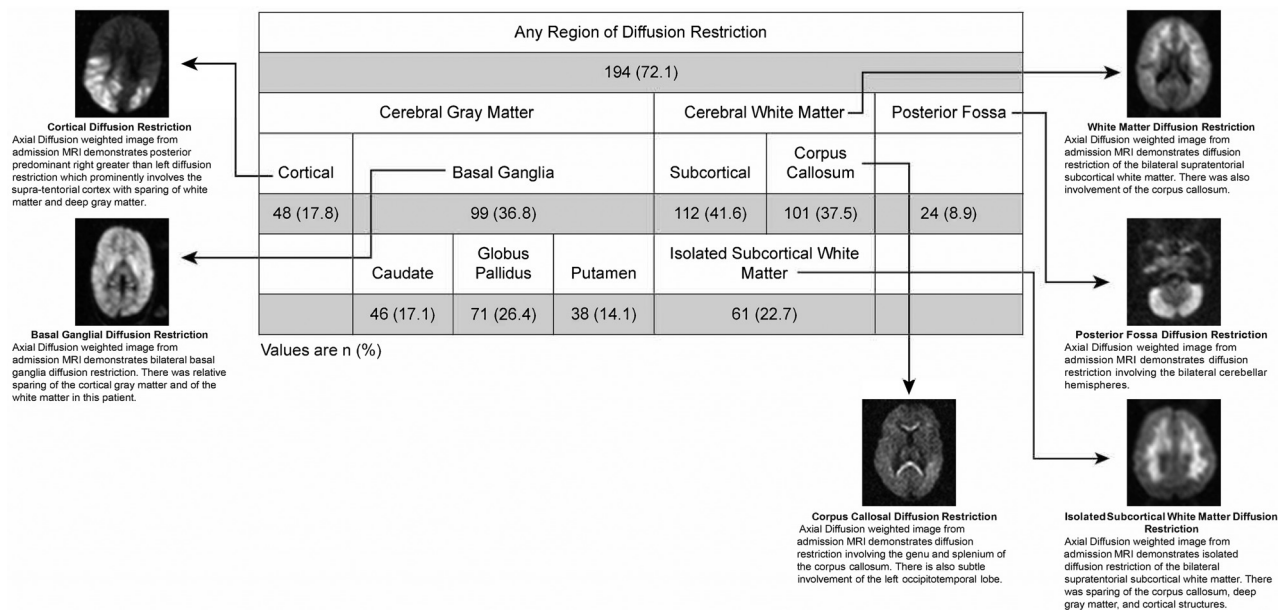 Any Region of Diffusion Restriction
194 (72.1)
Cerebral Gray Matter
Cerebral White Matter
Posterior Fossa
Cortical
Basal Ganglia
Subcortical
Corpus
Callosum
48 (17.8)
99 (36.8)
112 (41.6)
101 (37.5)
24 (8.9)
Caudate
Globus
Pallidus
Putamen
Isolated Subcortical White
Matter
46 (17.1)
71 (26.4)
38 (14.1)
61 (22.7)
Values are n (%)
Cortical Diffusion Restriction
Axial Diffusion weighted image from
admission MRI demonstrates posterior
predominant right greater than left diffusion
restriction which prominently involves the
supra-tentorial cortex with sparing of white
matter and deep gray matter.
Basal Ganglial Diffusion Restriction
Axial Diffusion weighted image from
admission MRI demonstrates bilateral basal
ganglia diffusion restriction. There was relative
sparing of the cortical gray matter and of the
white matter in this patient.
White Matter Diffusion Restriction
Axial Diffusion weighted image from
admission MRI demonstrates diffusion
restriction of the bilateral supratentorial
subcortical white matter. There was also
involvement of the corpus callosum.
Posterior Fossa Diffusion Restriction
Axial Diffusion weighted image from
admission MRI demonstrates diffusion
restriction involving the bilateral cerebellar
hemispheres.
Corpus Callosal Diffusion Restriction
Axial Diffusion weighted image from
admission MRI demonstrates diffusion
restriction involving the genu and splenium of
the corpus callosum. There is also subtle
involvement of the left occipitotemporal lobe.
Isolated Subcortical White Matter Diffusion
Restriction
Axial Diffusion weighted image from
admission MRI demonstrates isolated
diffusion restriction of the bilateral
supratentorial subcortical white matter. There
was sparing of the corpus callosum, deep
gray matter, and cortical structures.